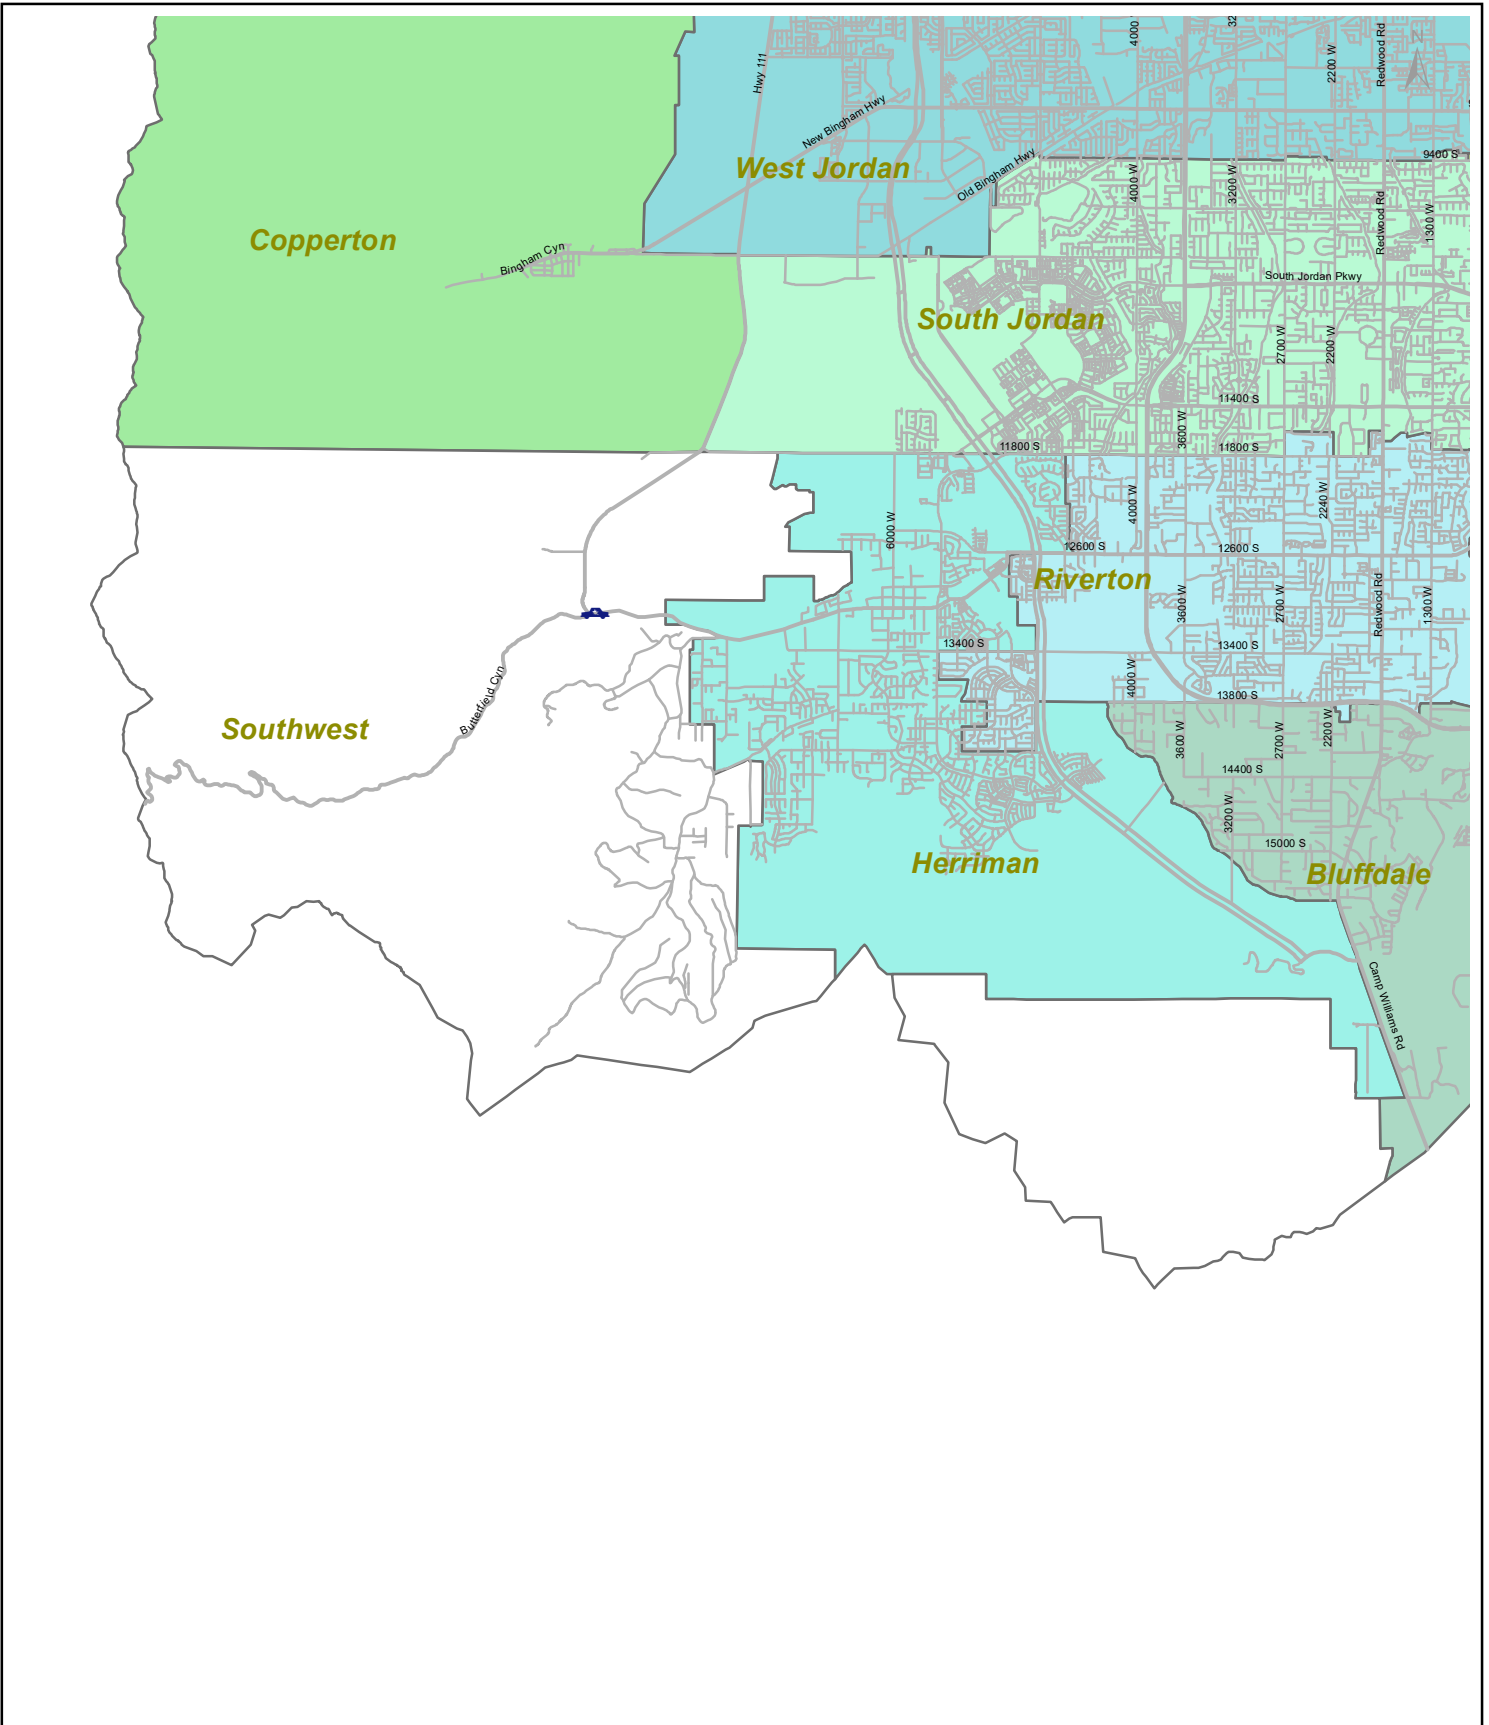 4000 W
32
2200 W
Redwood Rd
N
Hwy 111
New Bingham Hwy
West Jordan
Old Bingham Hwy
9400 S
4000 W
3200 W
Redwood Rd
1300 W
Copperton
Bingham Cyn
South Jordan Pkwy
South Jordan
2700 W
2200 W
11400 S
3600 W
11800 S
11800 S
6000 W
4000 W
2240 W
12600 S
12600 S
Riverton
3600 W
2700 W
Redwood Rd
1300 W
13400 S
13400 S
4000 W
13800 S
Butterfield Cyn
Southwest
3600 W
2700 W
2200 W
14400 S
3200 W
15000 S
Herriman
Bluffdale
Camp Williams Rd